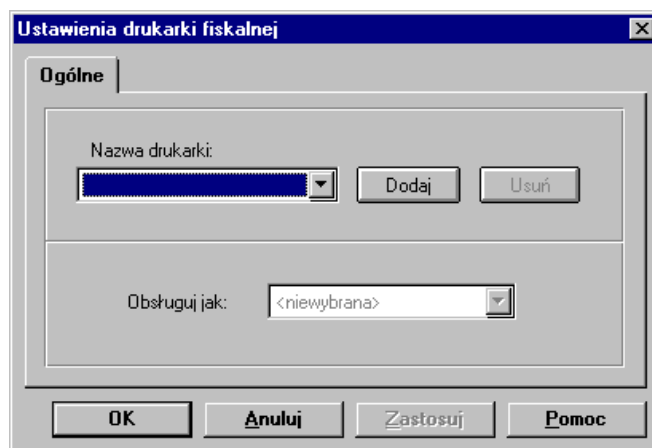 Ustawienia drukarki fiskalnej
Ogólne
Nazwa drukarki:
Dodaj Usuń
Obsługuj jak: <niewybrana>
OK Anuluj Zastosuj Pomoc